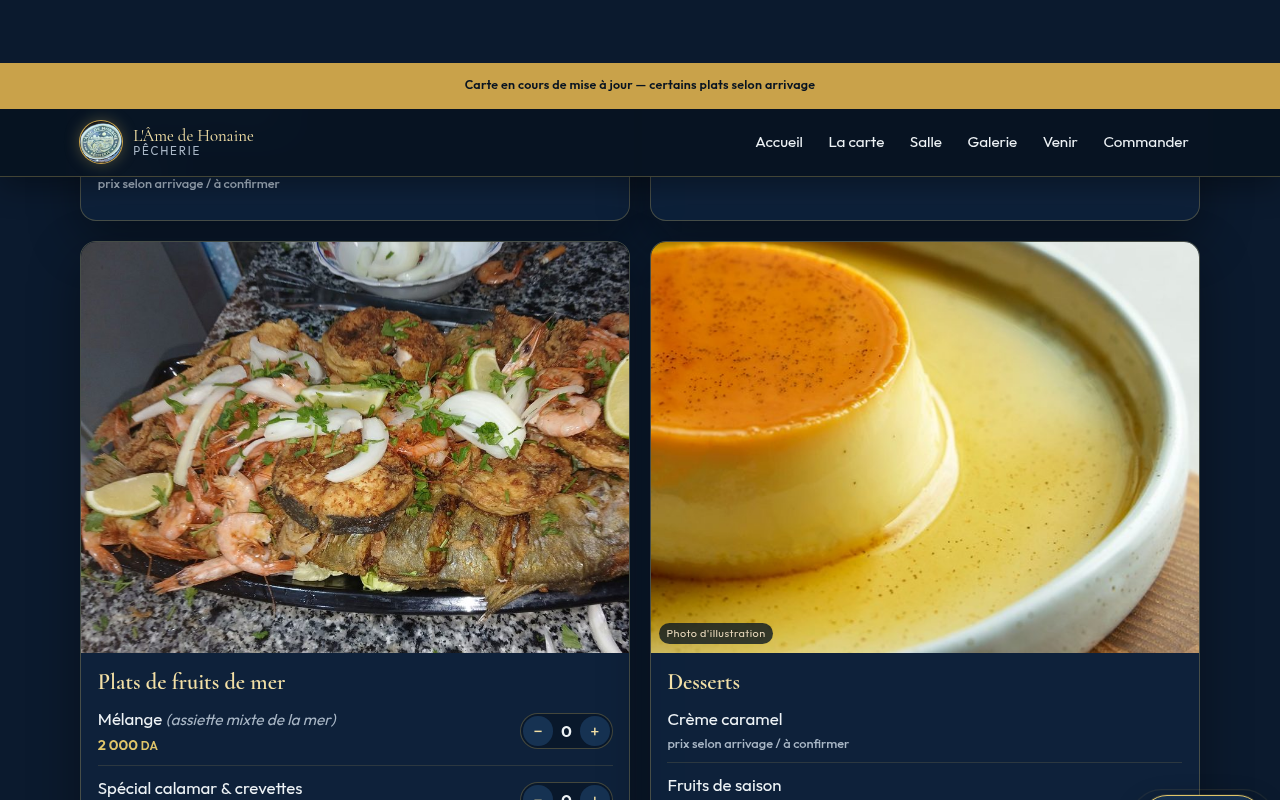 Carte en cours de mise à jour — certains plats selon arrivage
L'Âme de Honaine
PÊCHERIE
Accueil
La carte
Salle
Galerie
Venir
Commander
prix selon arrivage / à confirmer
Photo d'illustration
Plats de fruits de mer
Mélange (assiette mixte de la mer)
2 000 DA
− 0 +
Spécial calamar & crevettes
− 0 +
Desserts
Crème caramel
prix selon arrivage / à confirmer
Fruits de saison